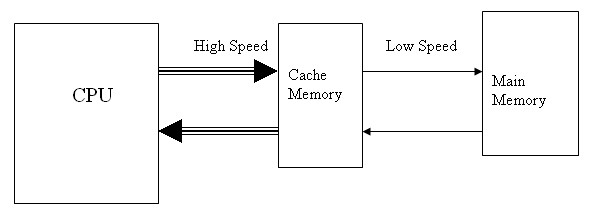 High Speed
Low Speed
CPU
Cache
Memory
Main
Memory